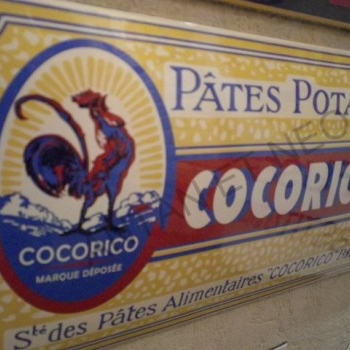 PÂTES POTA
COCORIC
COCORICO
MARQUE DÉPOSÉE
Sté des Pâtes Alimentaires "COCORICO"